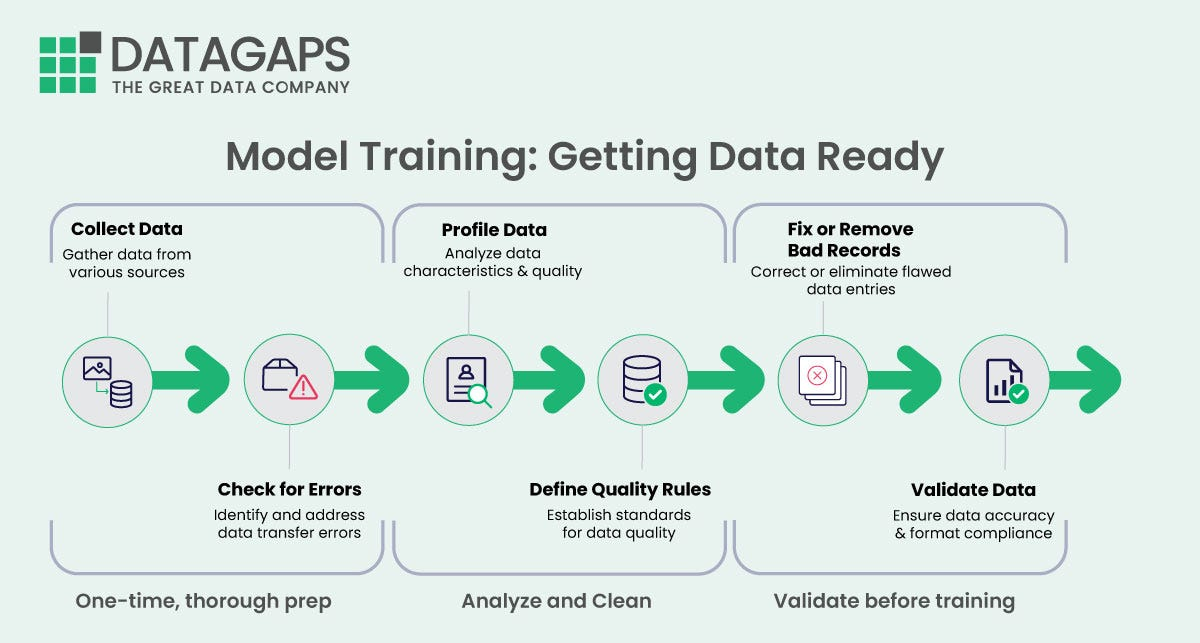 DATAGAPS
THE GREAT DATA COMPANY
Model Training: Getting Data Ready
Collect Data
Gather data from
various sources
Check for Errors
Identify and address
data transfer errors
Profile Data
Analyze data
characteristics & quality
Define Quality Rules
Establish standards
for data quality
Fix or Remove
Bad Records
Correct or eliminate flawed
data entries
Validate Data
Ensure data accuracy
& format compliance
One-time, thorough prep
Analyze and Clean
Validate before training